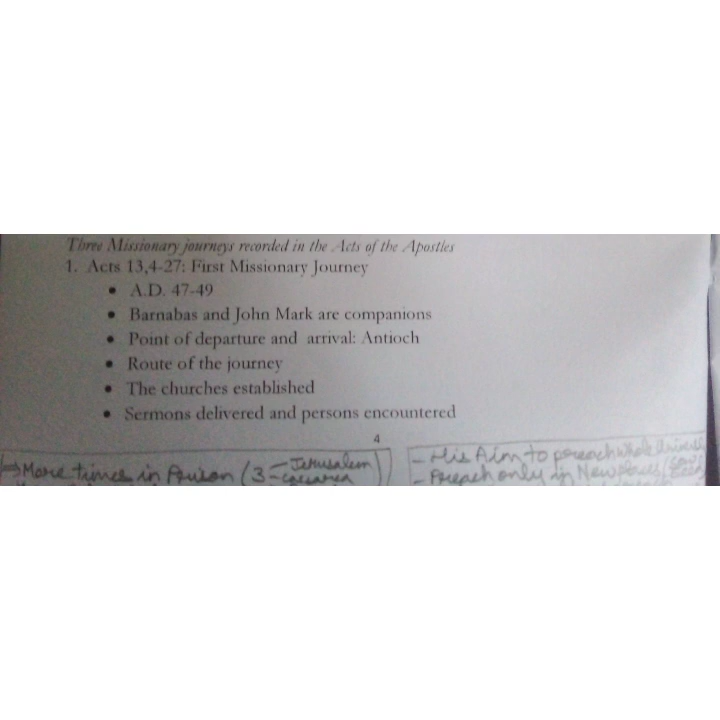 Three Missionary journeys recorded in the Acts of the Apostles
1. Acts 13,4-27: First Missionary Journey
• A.D. 47-49
• Barnabas and John Mark are companions
• Point of departure and arrival: Antioch
• Route of the journey
• The churches established
• Sermons delivered and persons encountered
4
More times in Prison (3 - Jerusalem
- caesarea
- His Aim to preach whole
- Preach only in New places